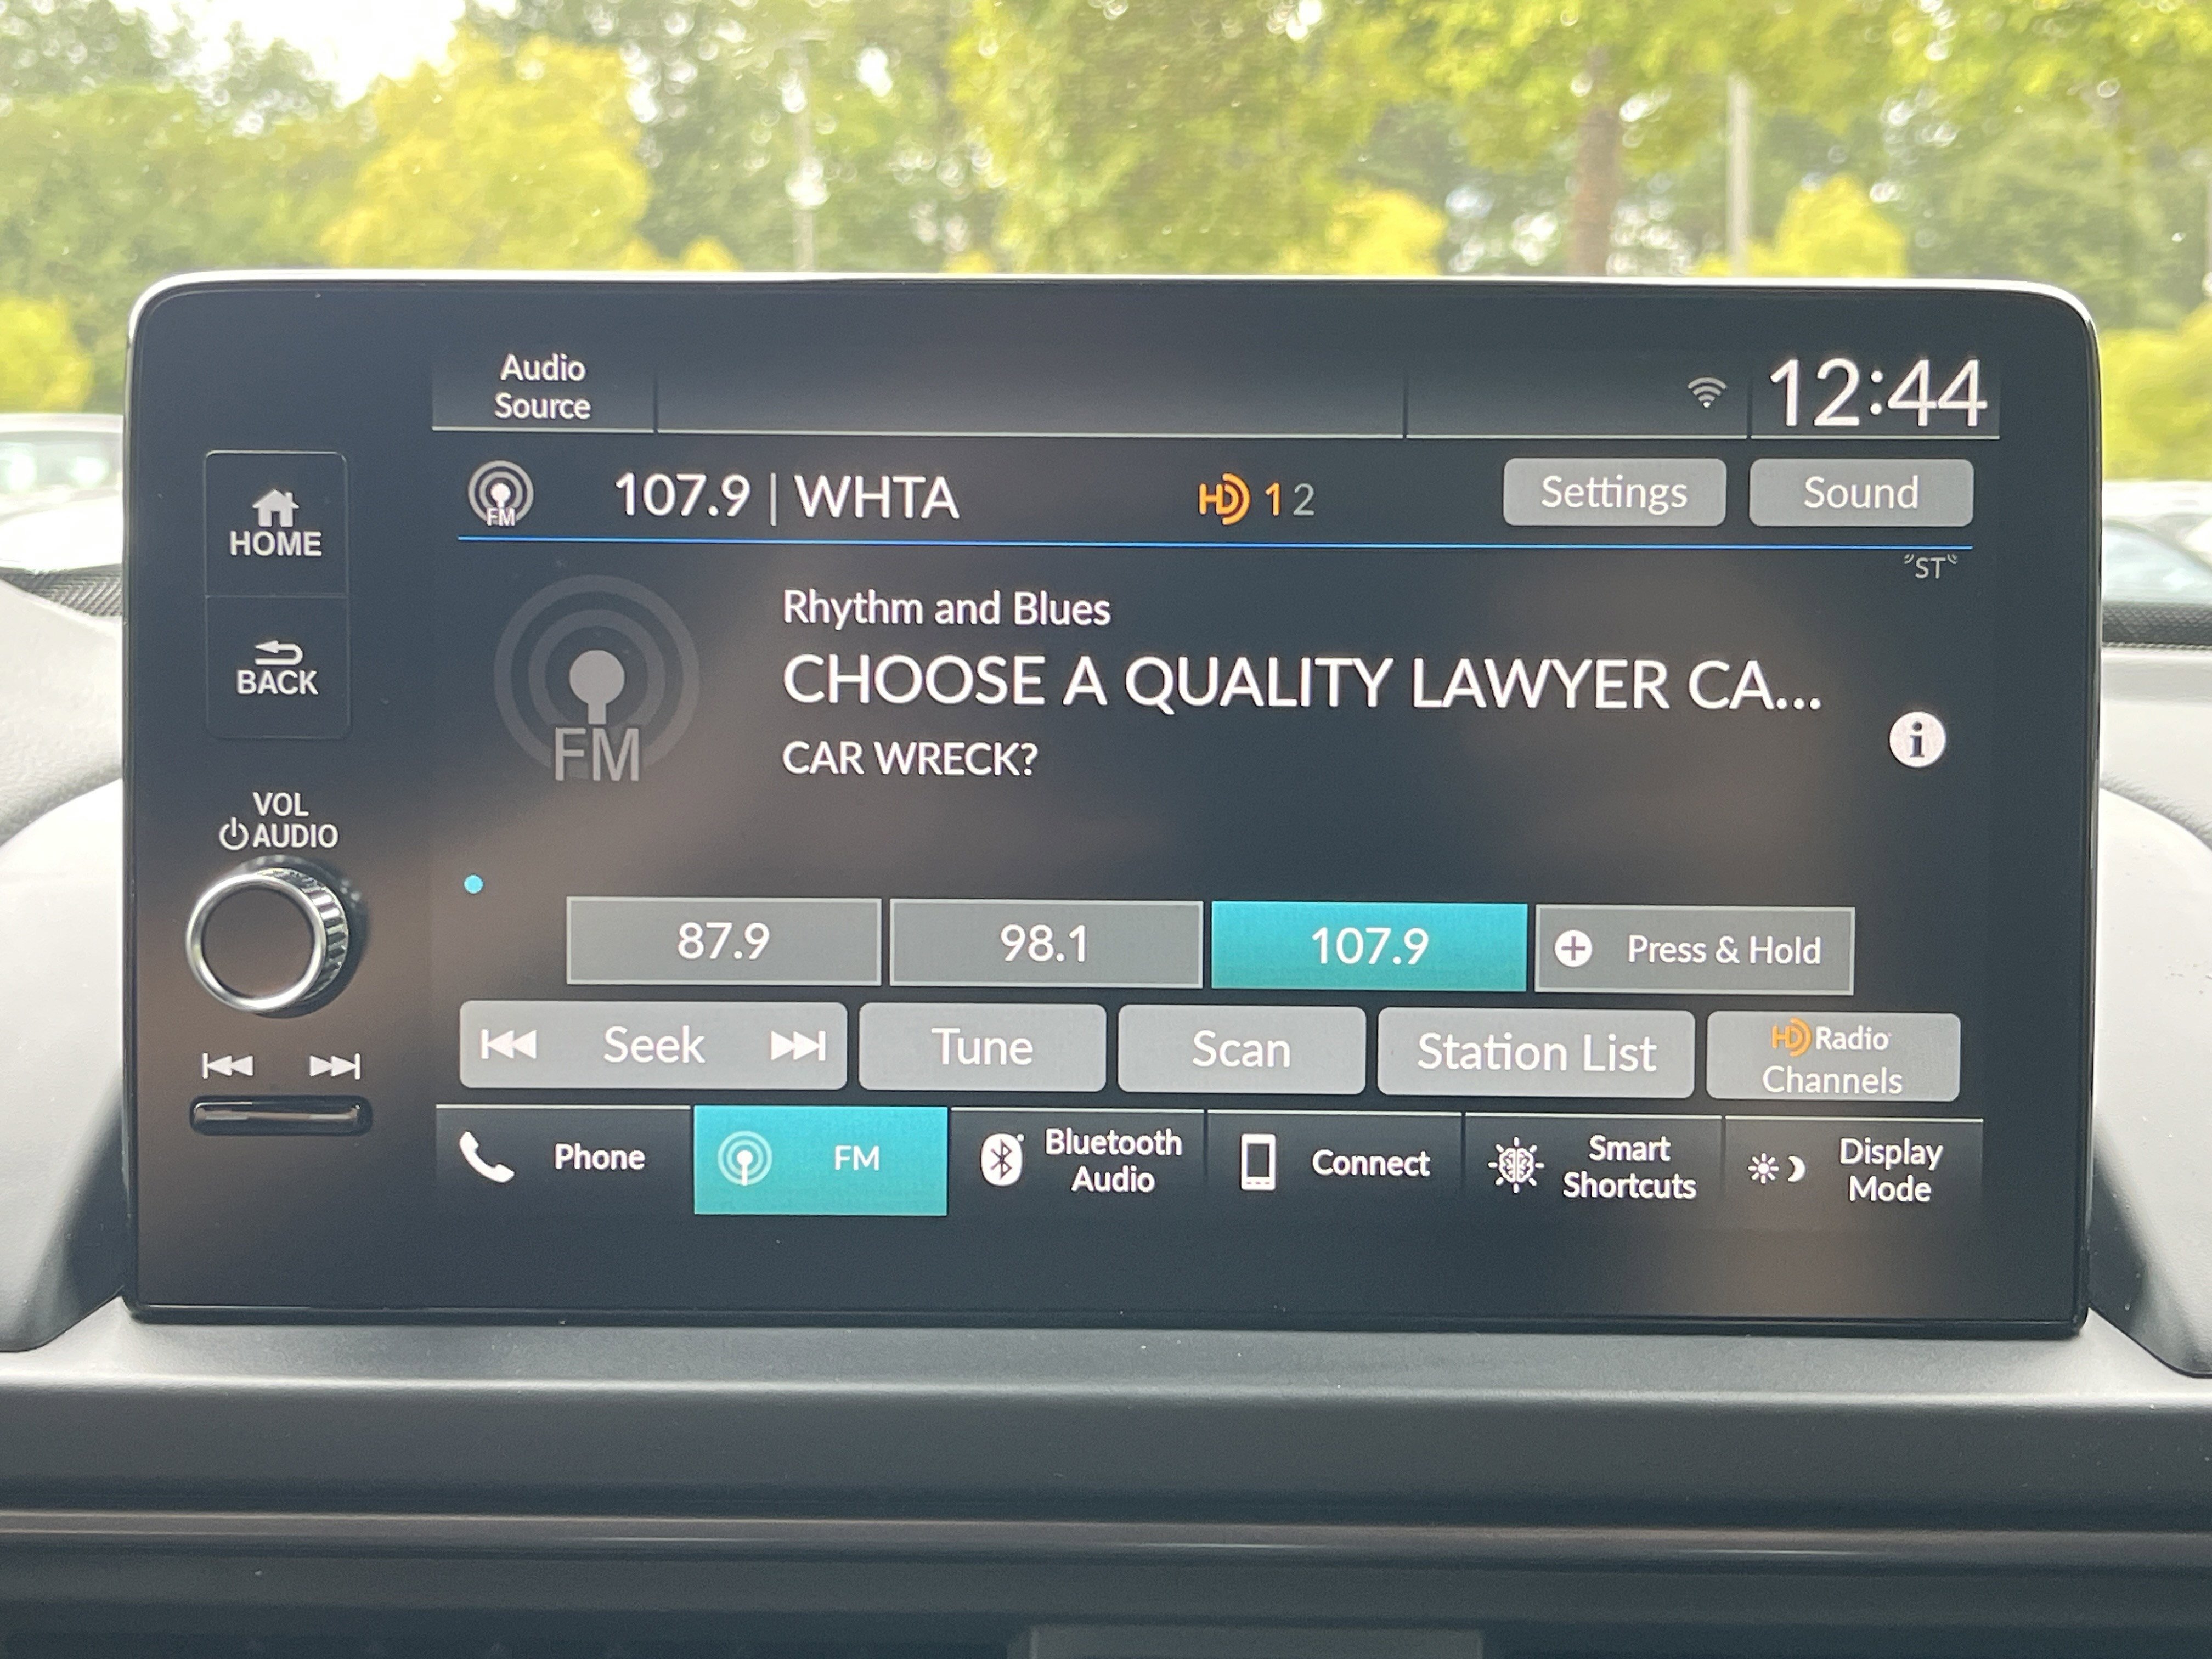 Audio
Source
12:44
FM
107.9 | WHTA
HD 1 2
Settings
Sound
HOME
"ST"
Rhythm and Blues
CHOOSE A QUALITY LAWYER CA...
BACK
FM
CAR WRECK?
i
VOL
AUDIO
87.9
98.1
107.9
+ Press & Hold
Seek
Tune
Scan
Station List
HD Radio
Channels
Phone
FM
Bluetooth
Audio
Connect
Smart
Shortcuts
Display
Mode